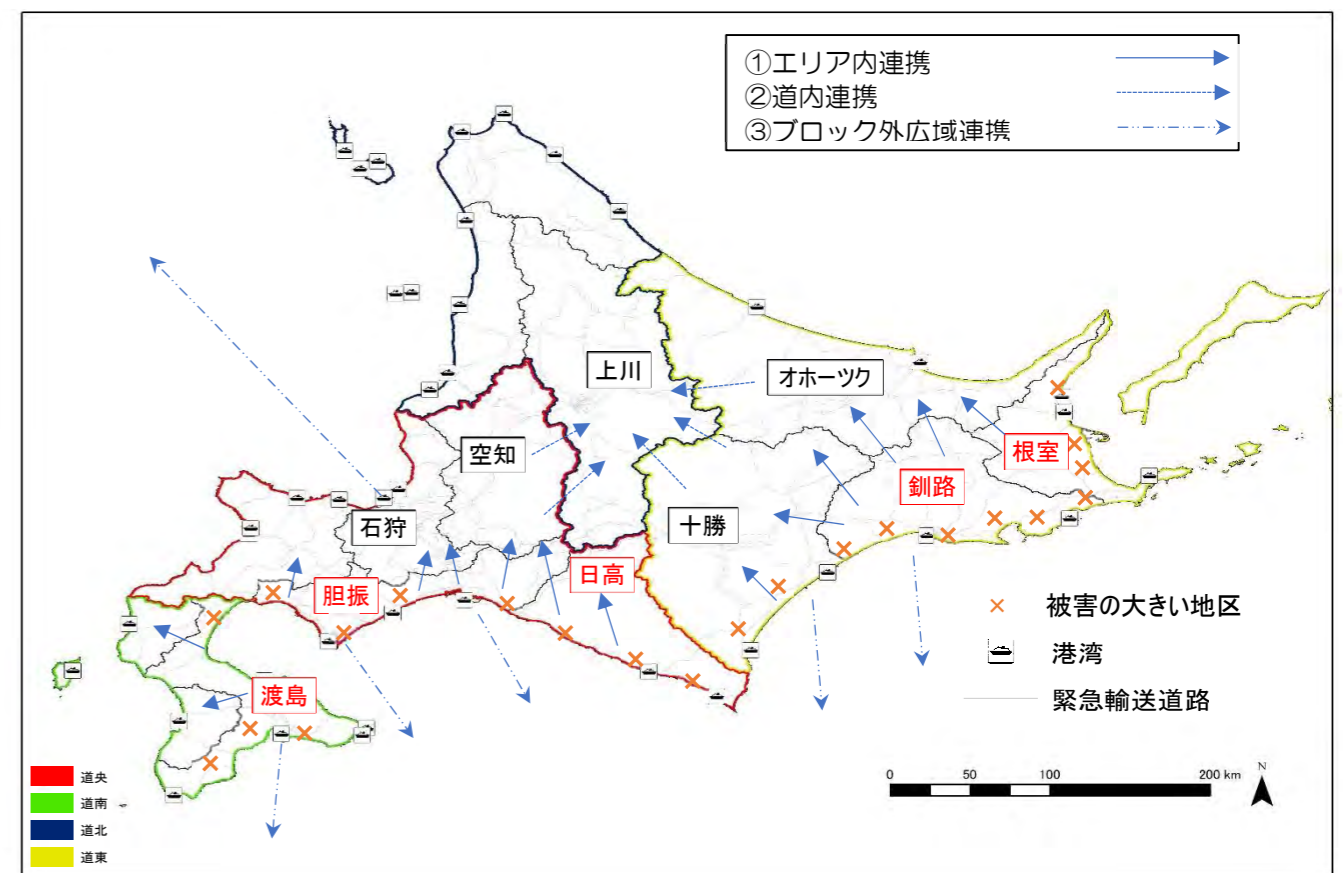 ①エリア内連携
②道内連携
③ブロック外広域連携
上川
オホーツク
空知
根室
釧路
石狩
十勝
日高
胆振
渡島
被害の大きい地区
港湾
緊急輸送道路
道央
道南
道北
道東
0 50 100 200 km
N